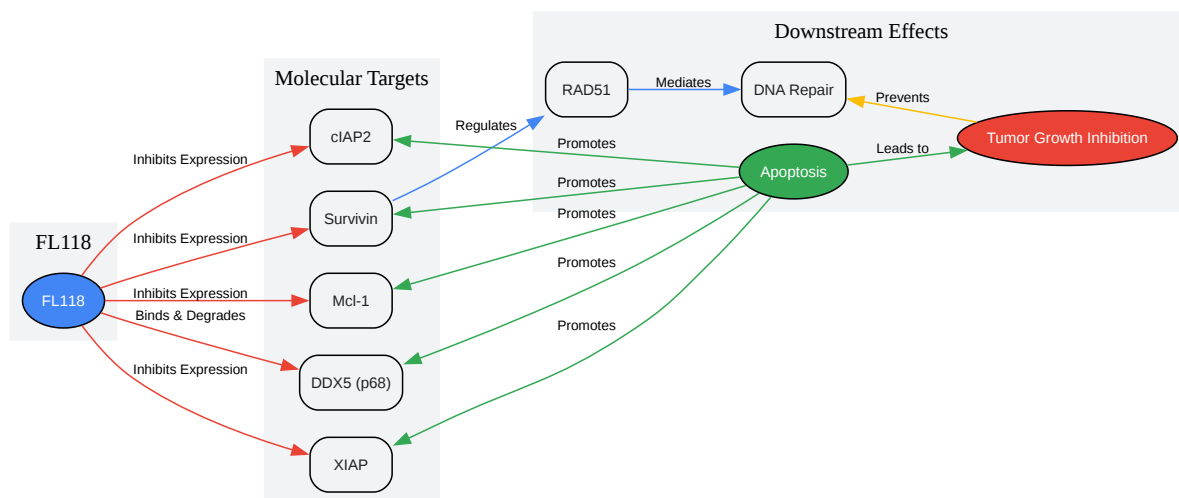 Downstream Effects
Molecular Targets
RAD51
Mediates
DNA Repair
Prevents
cIAP2
Regulates
Promotes
Tumor Growth Inhibition
Inhibits Expression
Leads to
Apoptosis
Promotes
Survivin
Promotes
FL118
Inhibits Expression
Promotes
FL118
Inhibits Expression
Mcl-1
Binds & Degrades
Promotes
Inhibits Expression
DDX5 (p68)
XIAP